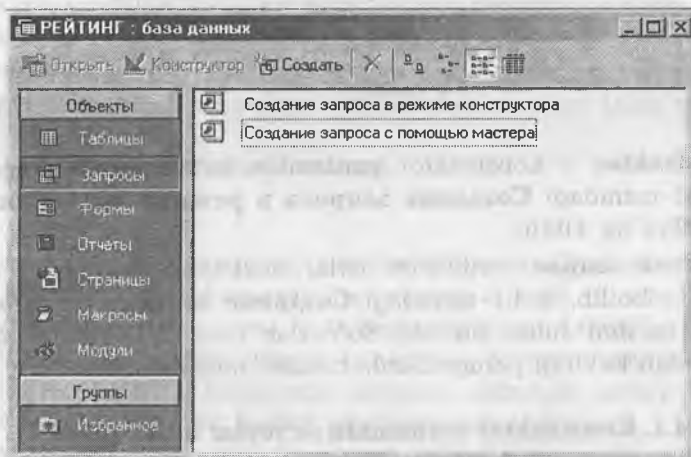 РЕЙТИНГ : база данных
Открыть Конструктор Создать
Объекты
Таблицы
Запросы
Формы
Отчеты
Страницы
Макросы
Модули
Группы
Избранное
Создание запроса в режиме конструктора
Создание запроса с помощью мастера